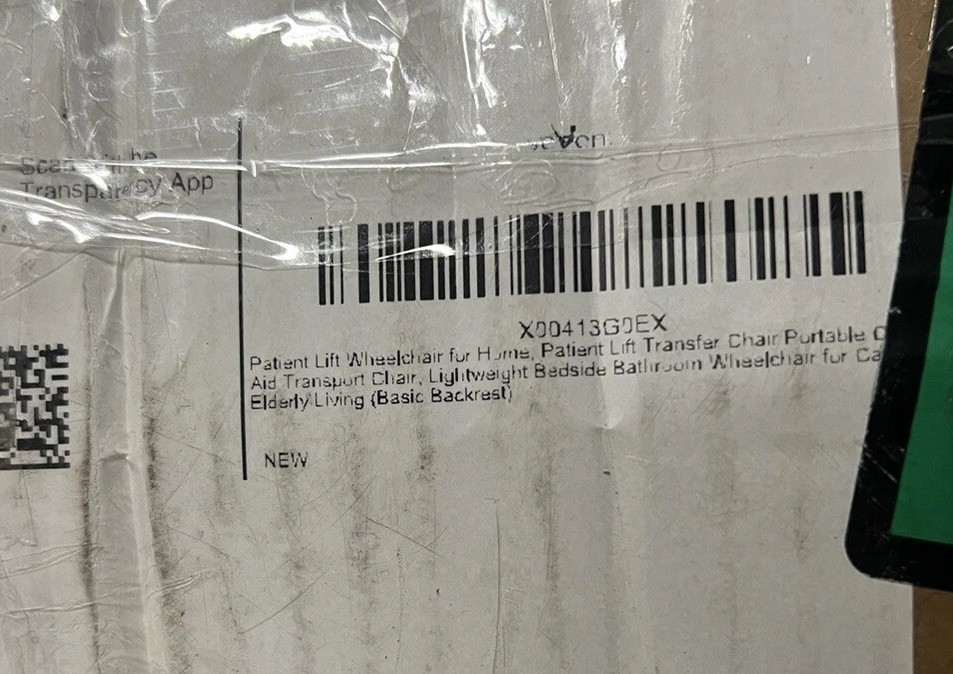 Transparency App
X00413G0EX
Patient Lift Wheelchair for Home, Patient Lift Transfer Chair Portable
Aid Transport Chair, Lightweight Bedside Bathroom Wheelchair for
Elderly Living (Basic Backrest)
NEW